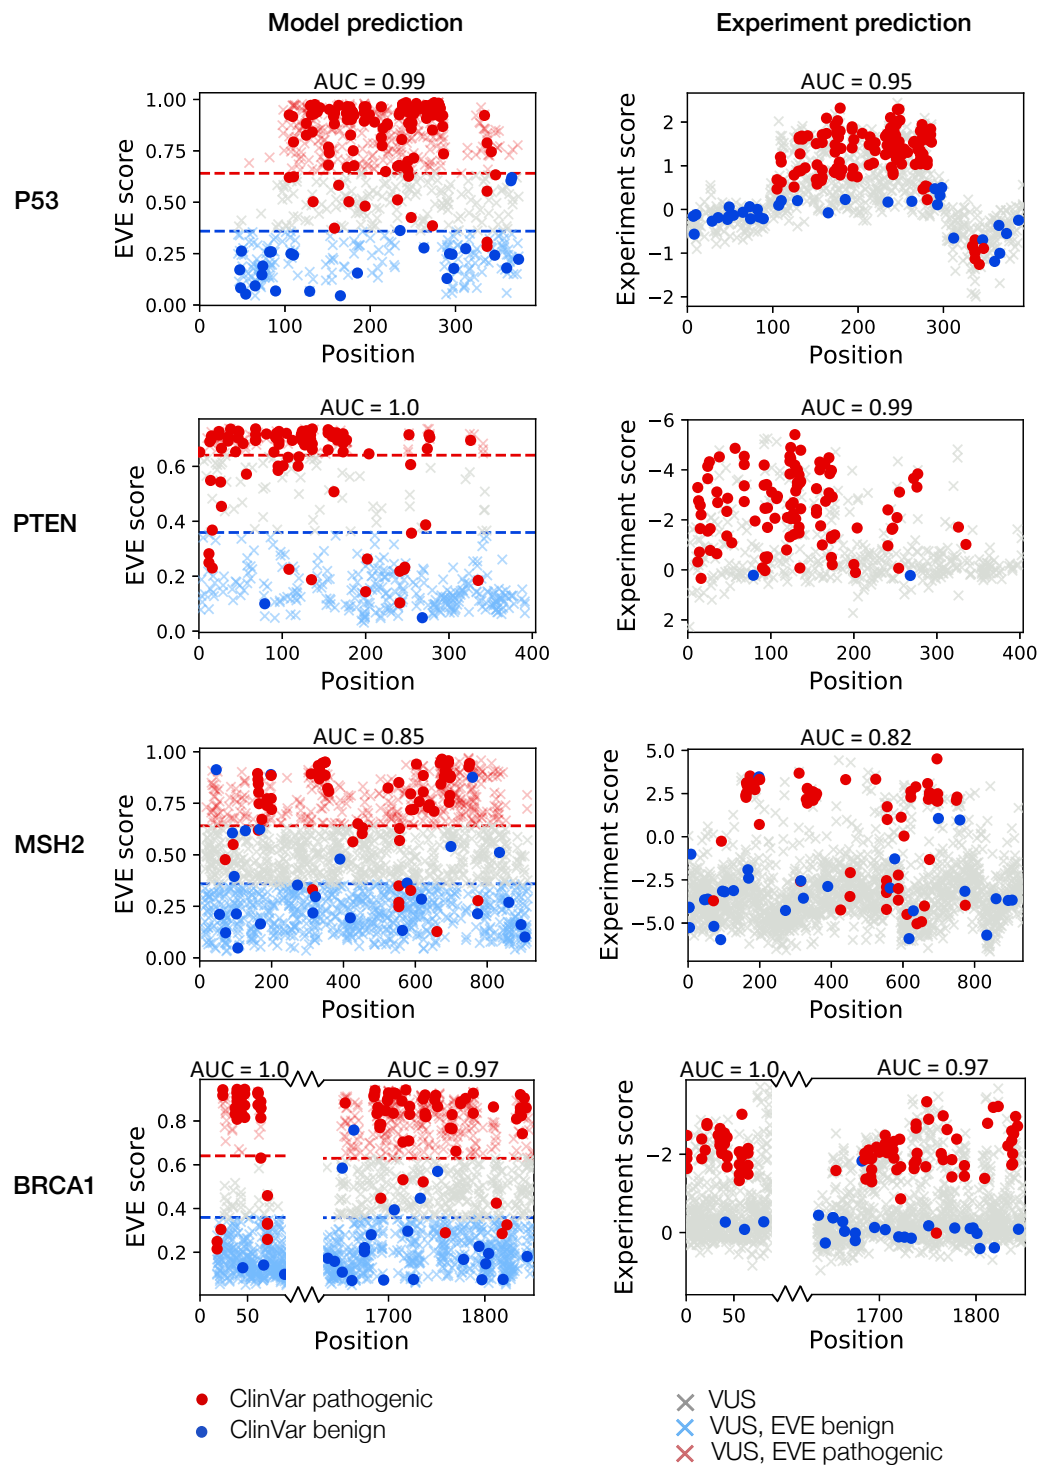 Model prediction
Experiment prediction
P53
AUC = 0.99
EVE score
1.00
0.75
0.50
0.25
0.00
0
100
200
300
Position
AUC = 0.95
Experiment score
2
1
0
−1
−2
0
100
200
300
Position
PTEN
AUC = 1.0
EVE score
0.6
0.4
0.2
0.0
0
100
200
300
400
Position
AUC = 0.99
Experiment score
−6
−4
−2
0
2
0
100
200
300
400
Position
MSH2
AUC = 0.85
EVE score
1.00
0.75
0.50
0.25
0.00
0
200
400
600
800
Position
AUC = 0.82
Experiment score
5.0
2.5
0.0
−2.5
−5.0
0
200
400
600
800
Position
BRCA1
AUC = 1.0
AUC = 0.97
EVE score
0.8
0.6
0.4
0.2
0
50
1700
1800
Position
AUC = 1.0
AUC = 0.97
Experiment score
−2
0
0
50
1700
1800
Position
ClinVar pathogenic
ClinVar benign
VUS
VUS, EVE benign
VUS, EVE pathogenic